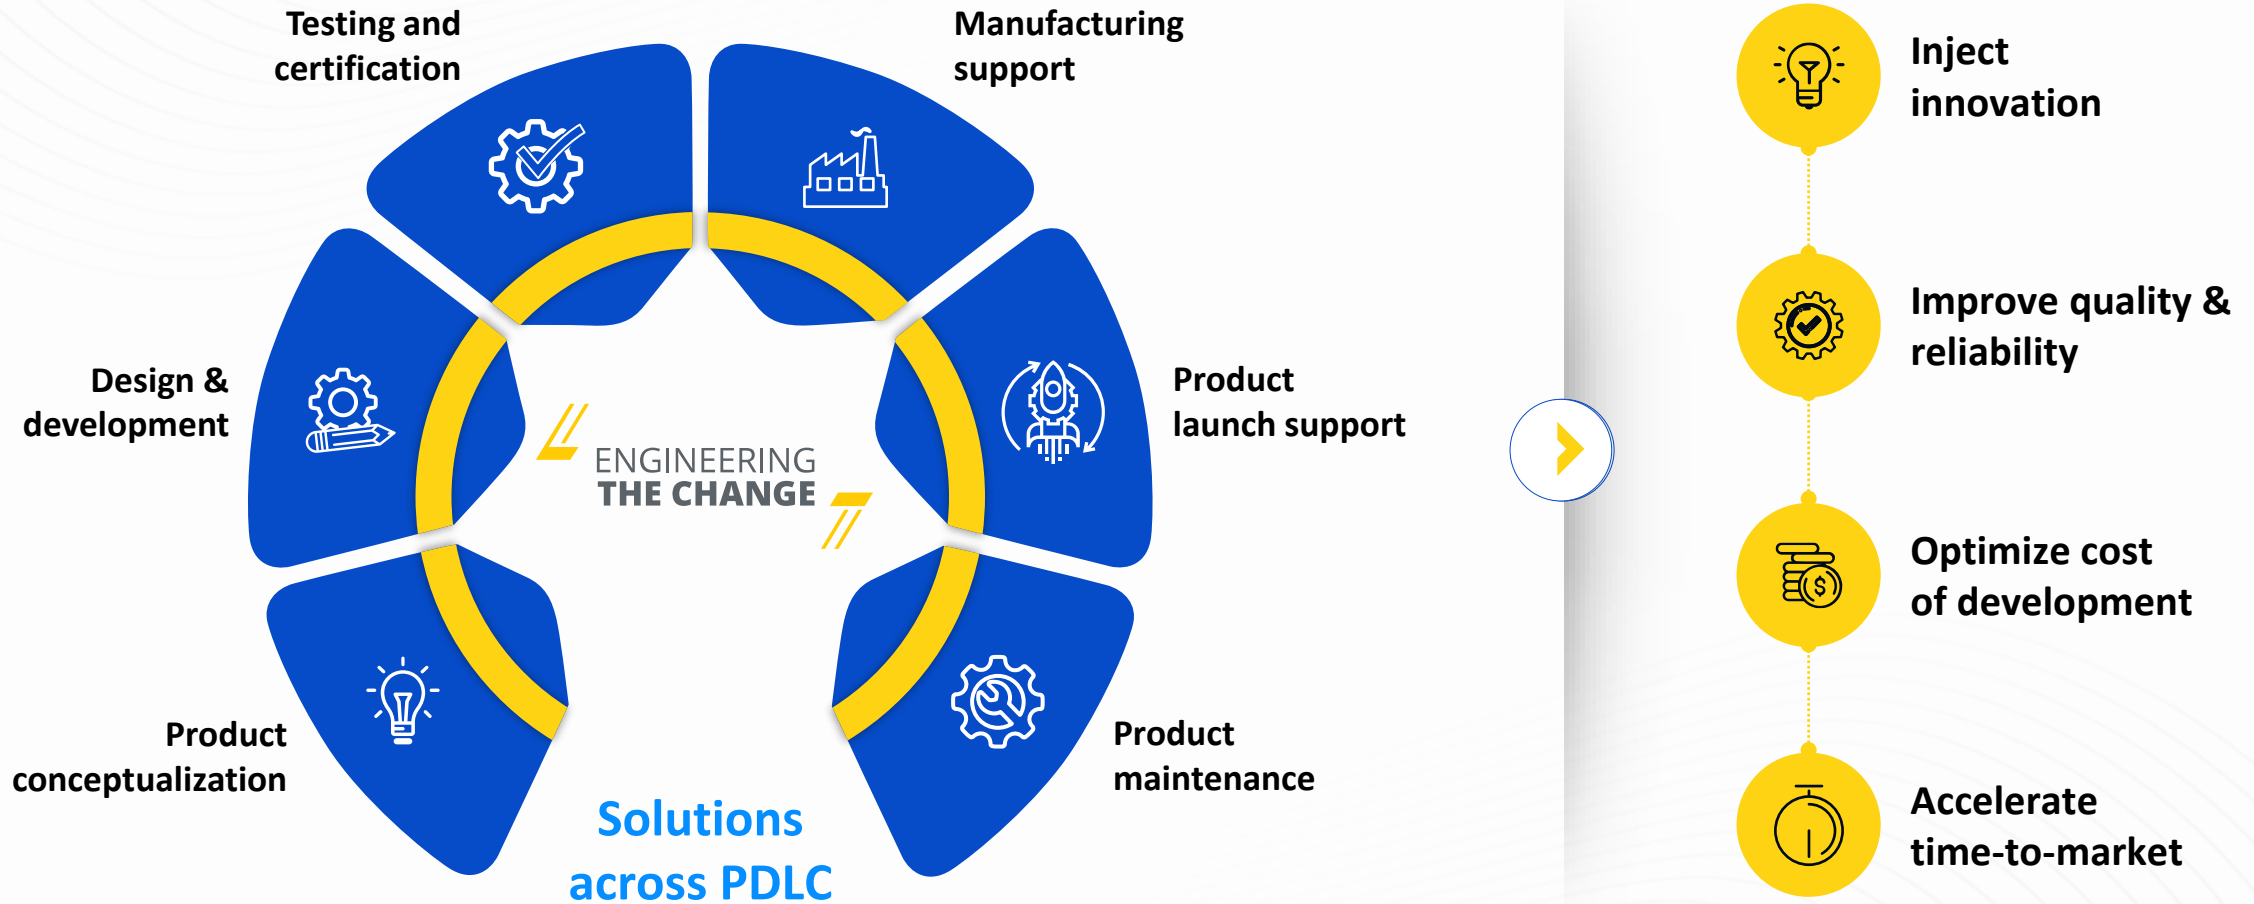 Testing and
certification
Manufacturing
support
Design &
development
Product
launch support
Product
conceptualization
Product
maintenance
ENGINEERING
THE CHANGE
Solutions
across PDLC
Inject
innovation
Improve quality &
reliability
$
Optimize cost
of development
Accelerate
time-to-market